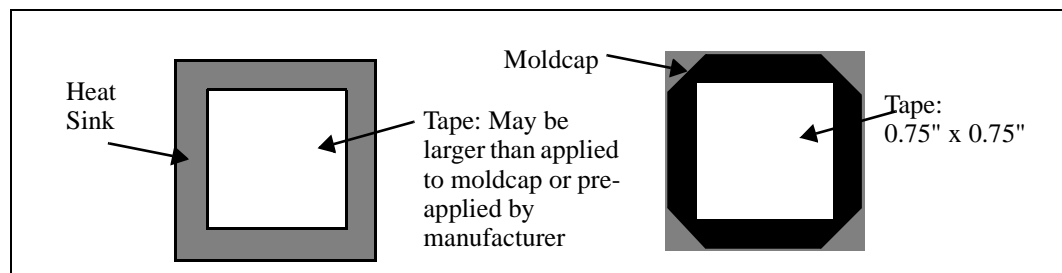 Heat
Sink
Tape: May be
larger than applied
to moldcap or pre-
applied by
manufacturer
Moldcap
Tape:
0.75" x 0.75"